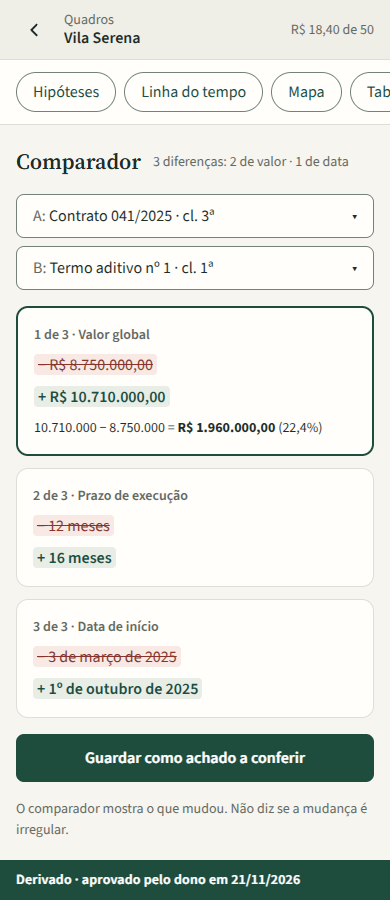 Quadros
Vila Serena
R$ 18,40 de 50
Hipóteses
Linha do tempo
Mapa
Tab
Comparador
3 diferenças: 2 de valor · 1 de data
A: Contrato 041/2025 · cl. 3ª
B: Termo aditivo nº 1 · cl. 1ª
1 de 3 · Valor global
− R$ 8.750.000,00
+ R$ 10.710.000,00
10.710.000 − 8.750.000 = R$ 1.960.000,00 (22,4%)
2 de 3 · Prazo de execução
− 12 meses
+ 16 meses
3 de 3 · Data de início
− 3 de março de 2025
+ 1º de outubro de 2025
Guardar como achado a conferir
O comparador mostra o que mudou. Não diz se a mudança é
irregular.
Derivado · aprovado pelo dono em 21/11/2026